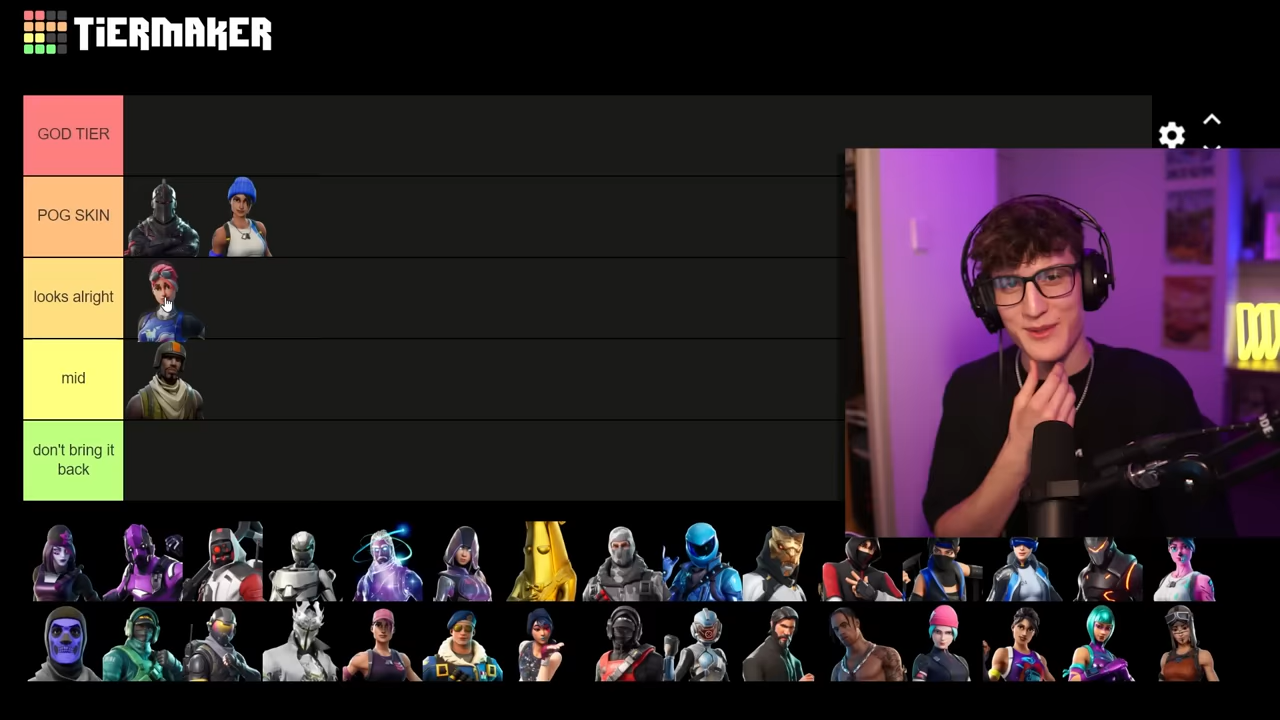 TiERMAKER
GOD TIER
POG SKIN
looks alright
mid
don't bring it
back